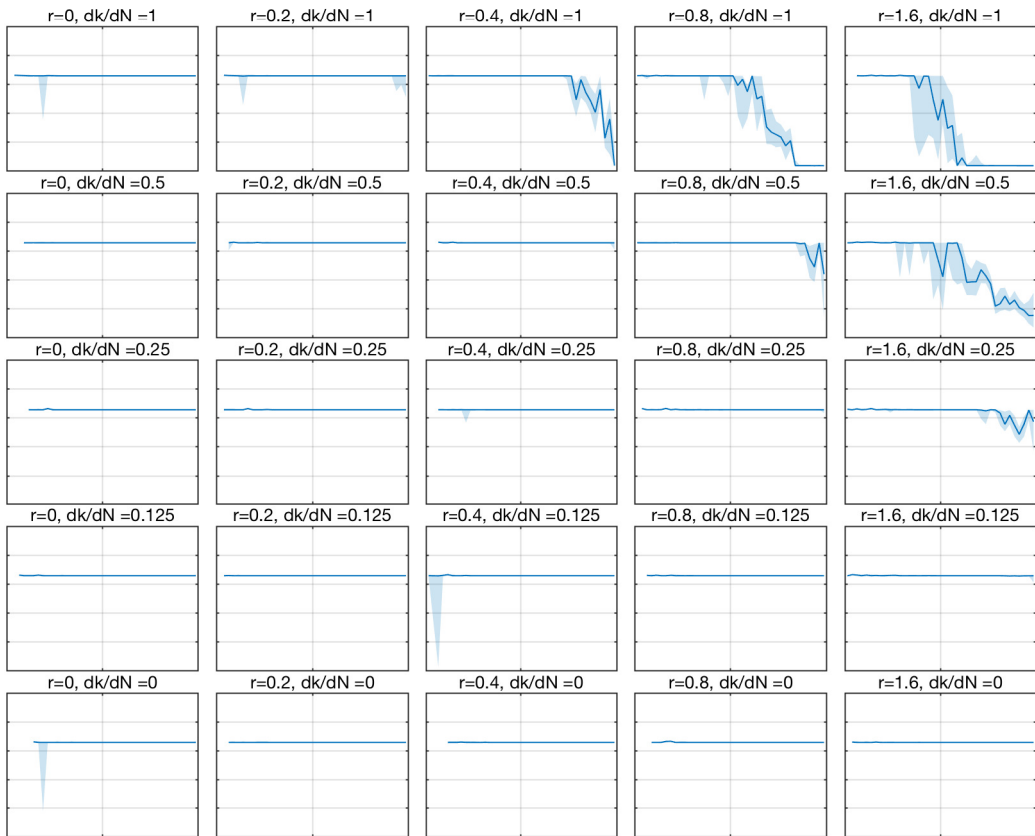 r=0, dk/dN =1
r=0.2, dk/dN =1
r=0.4, dk/dN =1
r=0.8, dk/dN =1
r=1.6, dk/dN =1
r=0, dk/dN =0.5
r=0.2, dk/dN =0.5
r=0.4, dk/dN =0.5
r=0.8, dk/dN =0.5
r=1.6, dk/dN =0.5
r=0, dk/dN =0.25
r=0.2, dk/dN =0.25
r=0.4, dk/dN =0.25
r=0.8, dk/dN =0.25
r=1.6, dk/dN =0.25
r=0, dk/dN =0.125
r=0.2, dk/dN =0.125
r=0.4, dk/dN =0.125
r=0.8, dk/dN =0.125
r=1.6, dk/dN =0.125
r=0, dk/dN =0
r=0.2, dk/dN =0
r=0.4, dk/dN =0
r=0.8, dk/dN =0
r=1.6, dk/dN =0